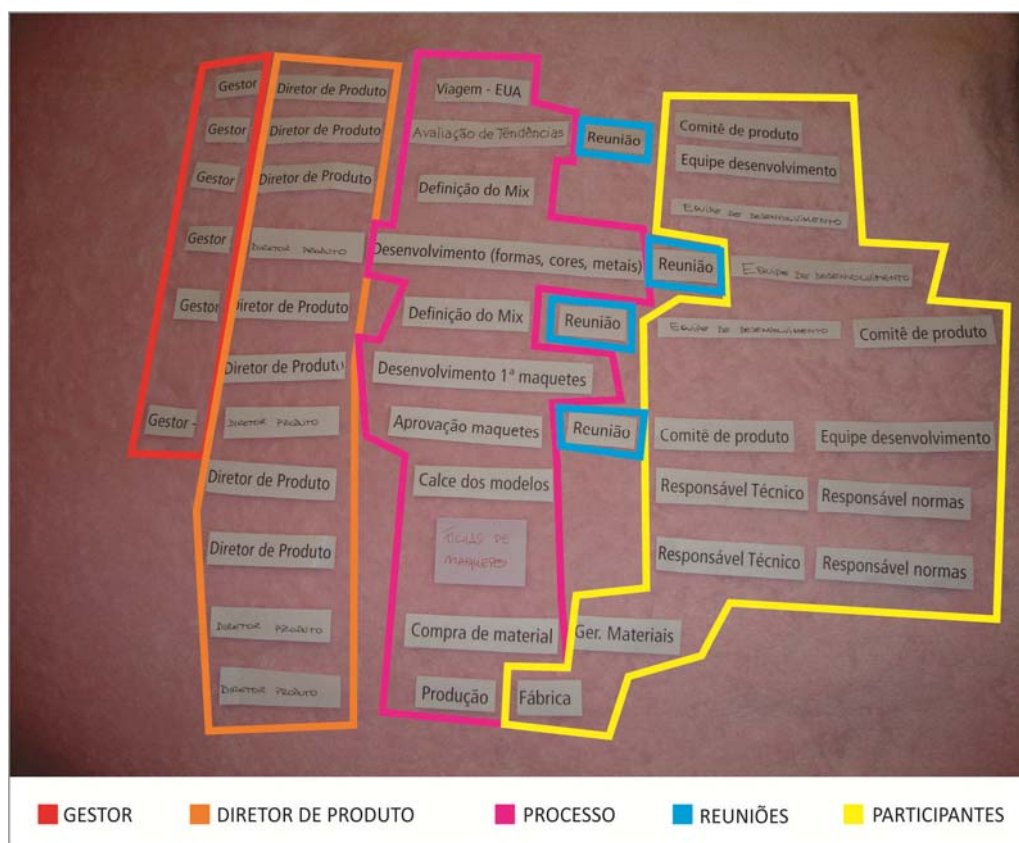 Gestor Diretor de Produto Viagem - EUA
Gestor Diretor de Produto Avaliação de Tendências Reunião Comitê de produto
Equipe desenvolvimento
Gestor Diretor de Produto Definição do Mix
EQUIPE DE DESENVOLVIMENTO
Gestor DIRETOR PRODUTO Desenvolvimento (formas, cores, metais) Reunião EQUIPE DE DESENVOLVIMENTO
Gestor Diretor de Produto Definição do Mix Reunião EQUIPE DE DESENVOLVIMENTO Comitê de produto
Diretor de Produto Desenvolvimento 1ª maquetes
Gestor - DIRETOR PRODUTO Aprovação maquetes Reunião Comitê de produto Equipe desenvolvimento
Diretor de Produto Calce dos modelos Responsável Técnico Responsável normas
Diretor de Produto FICHAS DE Responsável Técnico Responsável normas
MAQUETES
DIRETOR PRODUTO Compra de material Ger. Materiais
DIRETOR PRODUTO Produção Fábrica
GESTOR DIRETOR DE PRODUTO PROCESSO REUNIÕES PARTICIPANTES